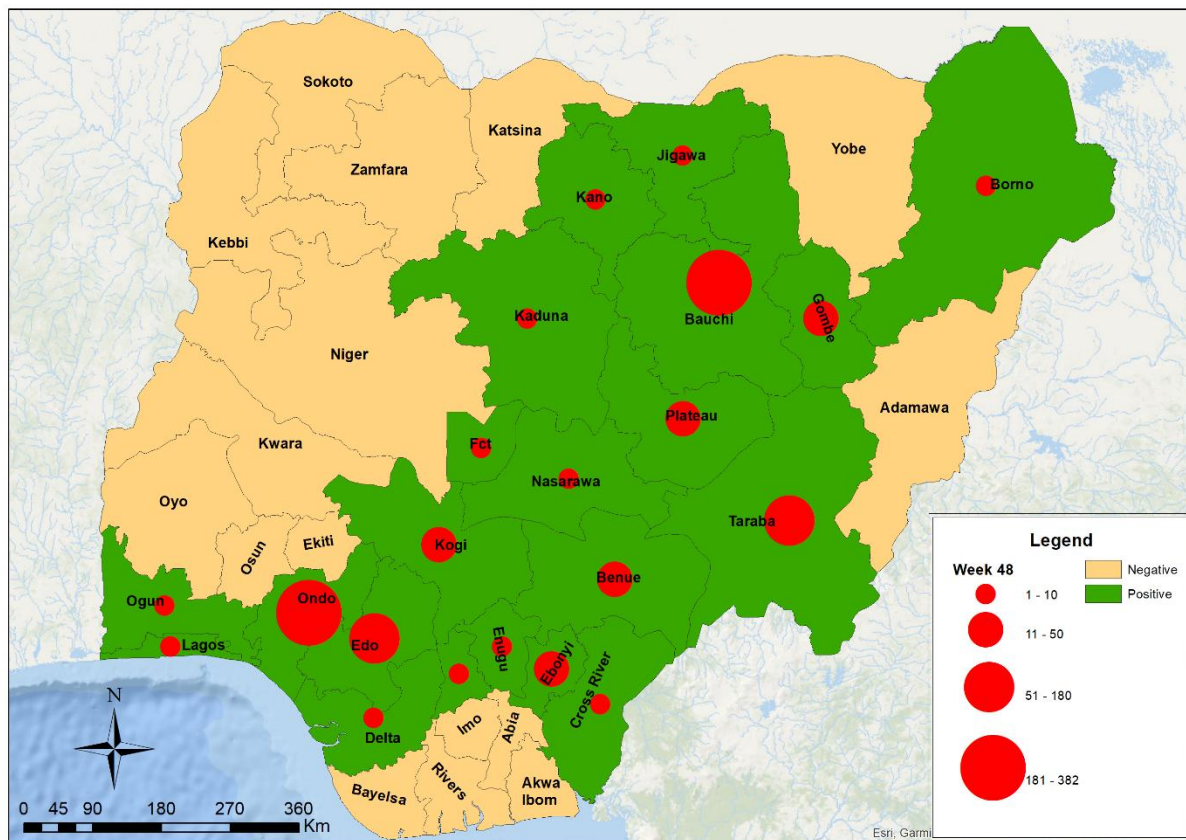 Sokoto
Katsina
Zamfara
Kebbi
Jigawa
Kano
Yobe
Borno
Kaduna
Bauchi
Gombe
Niger
Adamawa
Plateau
Fct
Kwara
Nasarawa
Oyo
Taraba
Osun
Ekiti
Kogi
Benue
Ogun
Ondo
Lagos
Edo
Enugu
Ebonyi
Cross River
Delta
Imo
Abia
Bayelsa
Rivers
Akwa
Ibom
N
0 45 90 180 270 360
Km
Legend
Week 48
1 - 10
11 - 50
51 - 180
181 - 382
Negative
Positive
Esri, Garmi